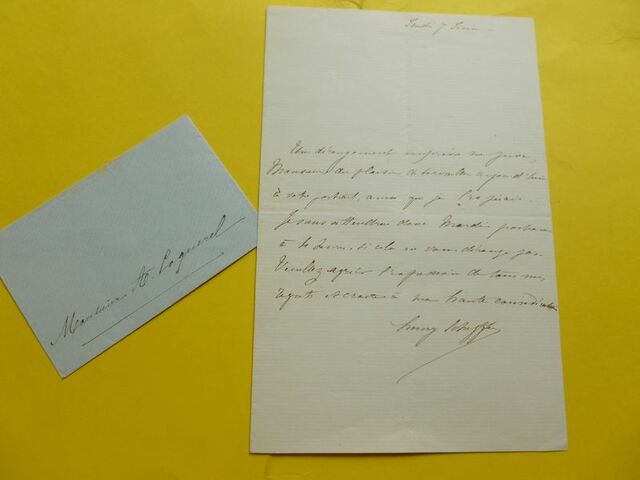 Jeudi 7
Un dérangement imprévu me prive,
Monsieur, du plaisir de travailler aujourd'hui
à votre portrait, ainsi que je
Je vous attendrai donc Mardi prochain
à 10 heures, si cela ne vous dérange pas
Veuillez agréer l'expression de tous mes
regrets et croire à ma haute considération
Henry Scheffer
Monsieur At. Coquerel